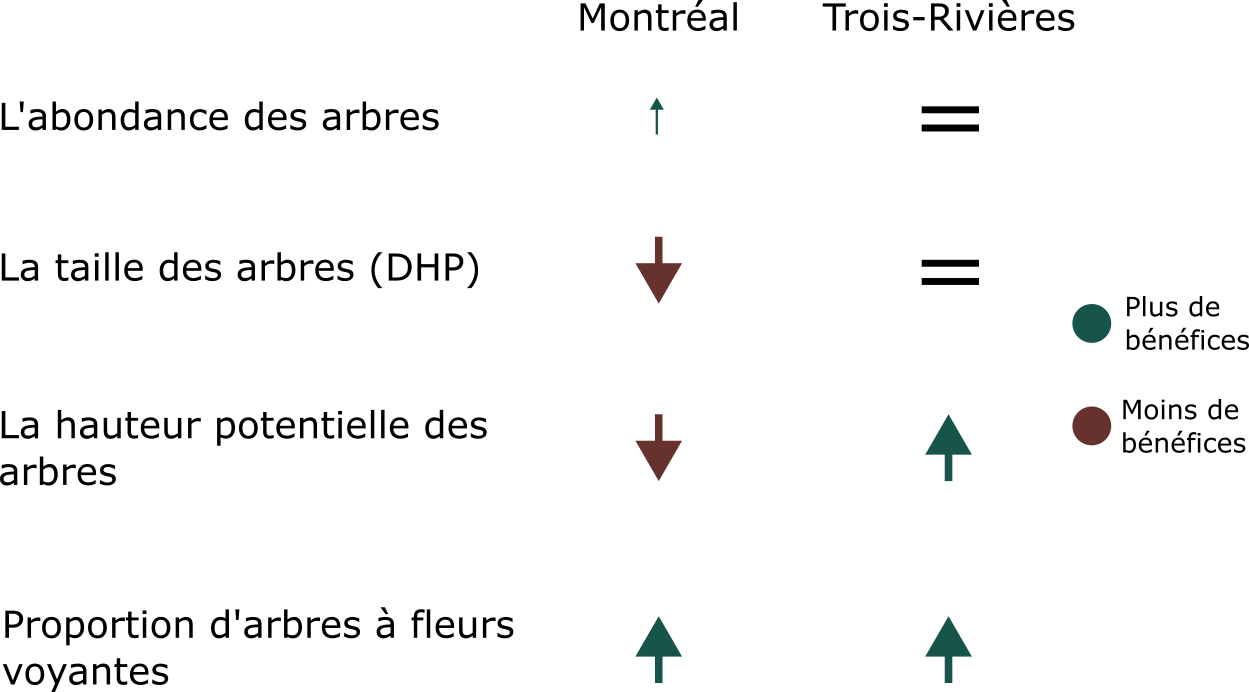 Montréal Trois-Rivières
L'abondance des arbres
La taille des arbres (DHP)
Plus de
bénéfices
La hauteur potentielle des
arbres
Moins de
bénéfices
Proportion d'arbres à fleurs
voyantes